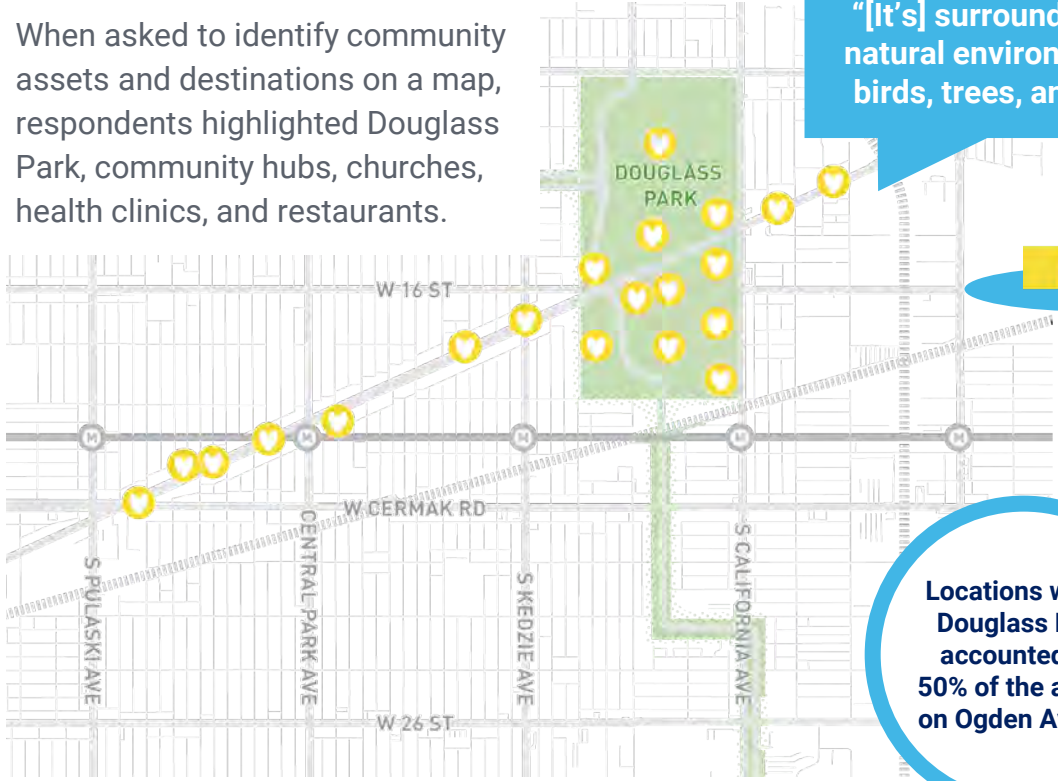 When asked to identify community
assets and destinations on a map,
respondents highlighted Douglass
Park, community hubs, churches,
health clinics, and restaurants.
"[It's] surround
natural environ
birds, trees, an
DOUGLASS
PARK
W 16 ST
M
M
M
M
M
W CERMAK RD
S PULASKI AVE
CENTRAL PARK AVE
S KEDZIE AVE
S CALIFORNIA AVE
W 26 ST
Locations w
Douglass
accounted
50% of the a
on Ogden A